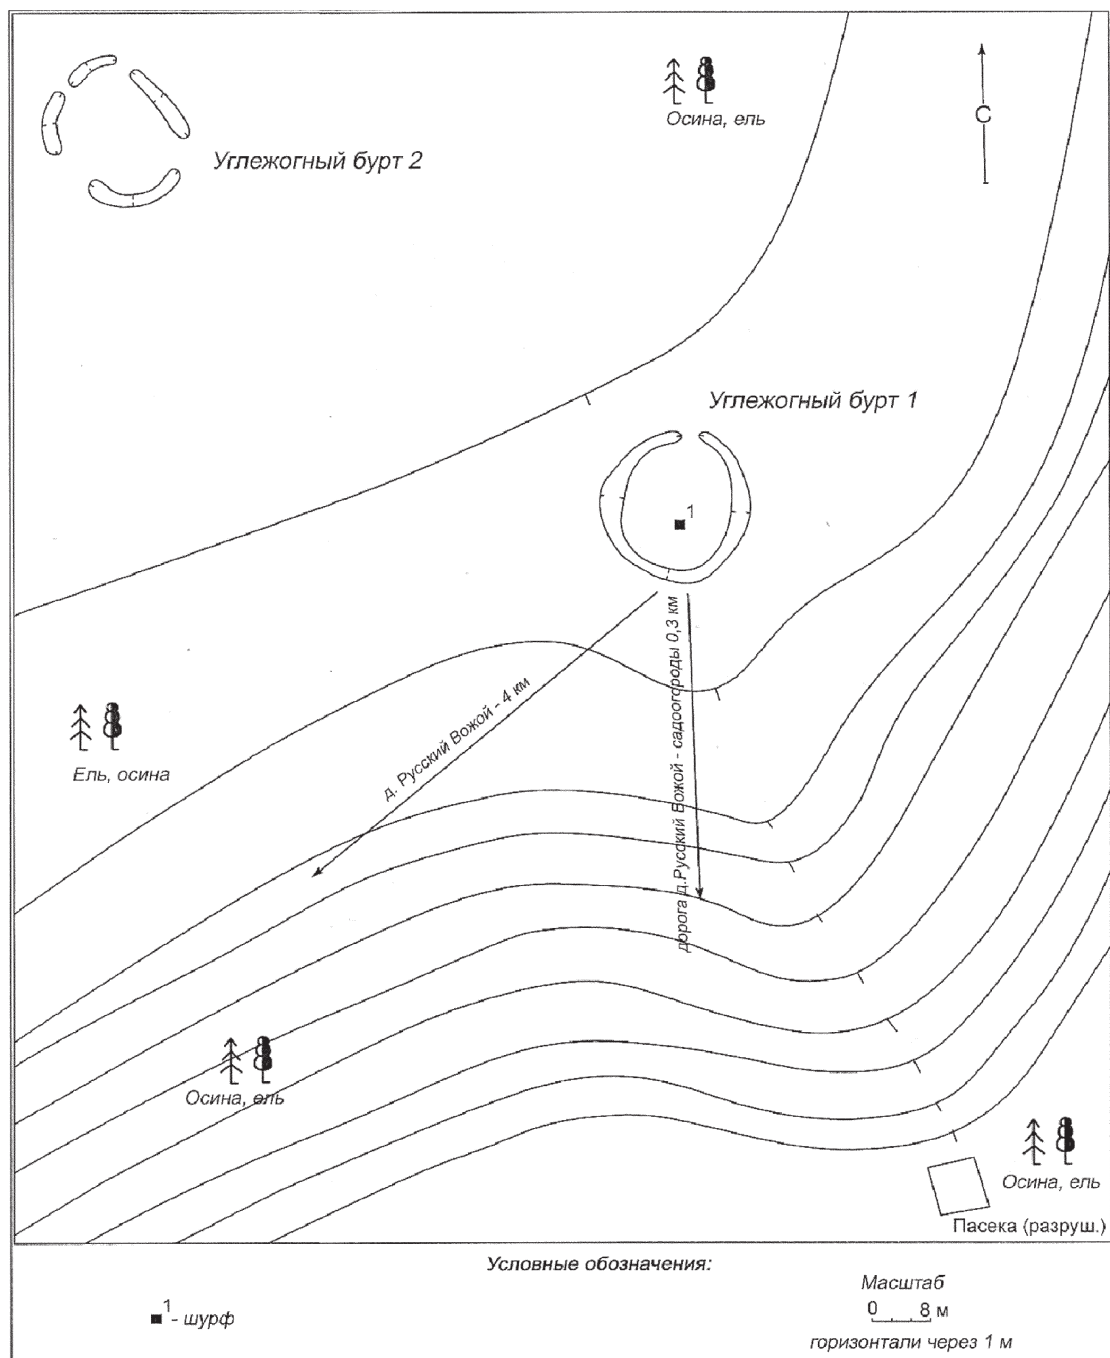 Осина, ель
С
Углежогный бурт 2
Углежогный бурт 1
1
д. Русский Вожой - 4 км
дорога д.Русский Вожой - садоогороды 0,3 км
Ель, осина
Осина, ель
Осина, ель
Пасека (разруш.)
Условные обозначения:
1 - шурф
Масштаб
0 8 м
горизонтали через 1 м